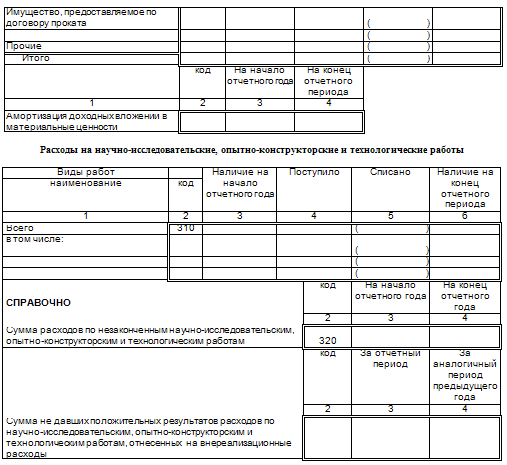 Имущество, предоставляемое по
договору проката ( )
( )
Прочие ( )
Итого ( )
код На начало отчетного года На конец отчетного периода
1 2 3 4
Амортизация доходных вложений в
материальные ценности
Расходы на научно-исследовательские, опытно-конструкторские и технологические работы
Виды работ Наличие на начало отчетного года Поступило Списано Наличие на конец отчетного периода
наименование код
1 2 3 4 5 6
Всего 310 ( )
в том числе:
( )
( )
( )
СПРАВОЧНО код На начало отчетного года На конец отчетного года
2 3 4
Сумма расходов по незаконченным научно-исследовательским,
опытно-конструкторским и технологическим работам 320
код За отчетный период За аналогичный период предыдущего года
2 3 4
Сумма не давших положительных результатов расходов по
научно-исследовательским, опытно-конструкторским и
технологическим работам, отнесенных на внереализационные
расходы